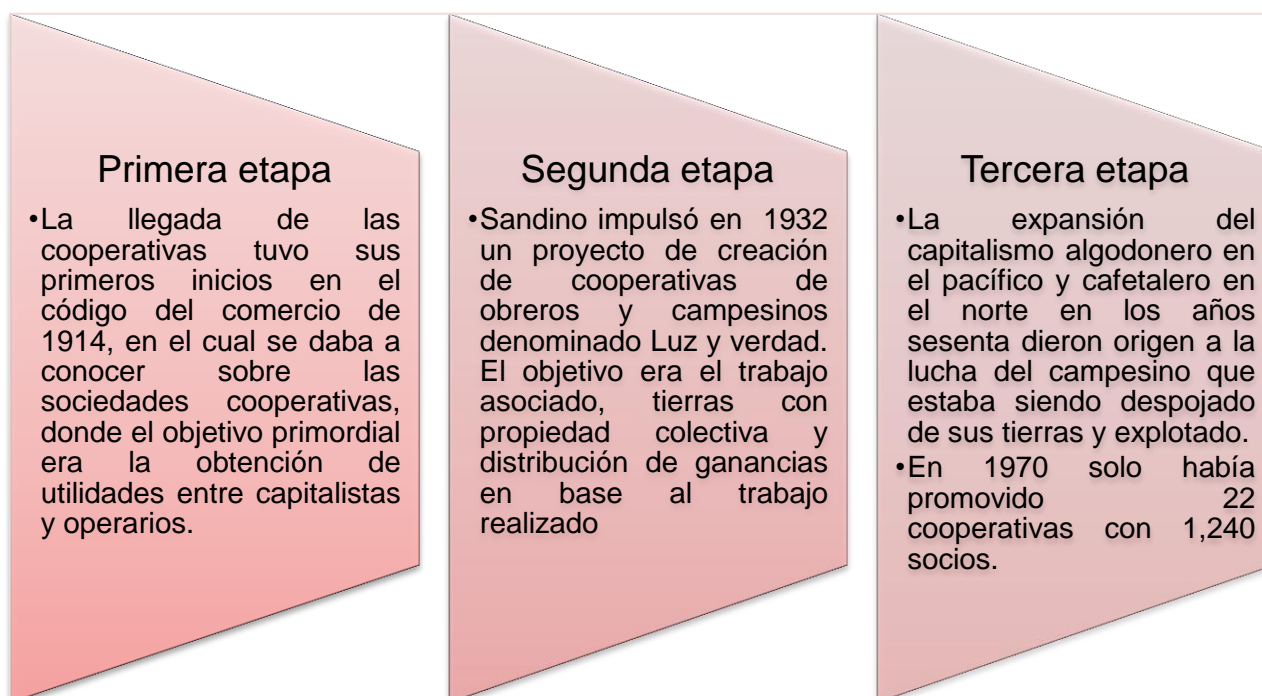 Primera etapa
•La llegada de las
cooperativas tuvo sus
primeros inicios en el
código del comercio de
1914, en el cual se daba a
conocer sobre las
sociedades cooperativas,
donde el objetivo primordial
era la obtención de
utilidades entre capitalistas
y operarios.
Segunda etapa
•Sandino impulsó en 1932
un proyecto de creación
de cooperativas de
obreros y campesinos
denominado Luz y verdad.
El objetivo era el trabajo
asociado, tierras con
propiedad colectiva y
distribución de ganancias
en base al trabajo
realizado
Tercera etapa
•La expansión del
capitalismo algodonero en
el pacífico y cafetalero en
el norte en los años
sesenta dieron origen a la
lucha del campesino que
estaba siendo despojado
de sus tierras y explotado.
•En 1970 solo había
promovido 22
cooperativas con 1,240
socios.